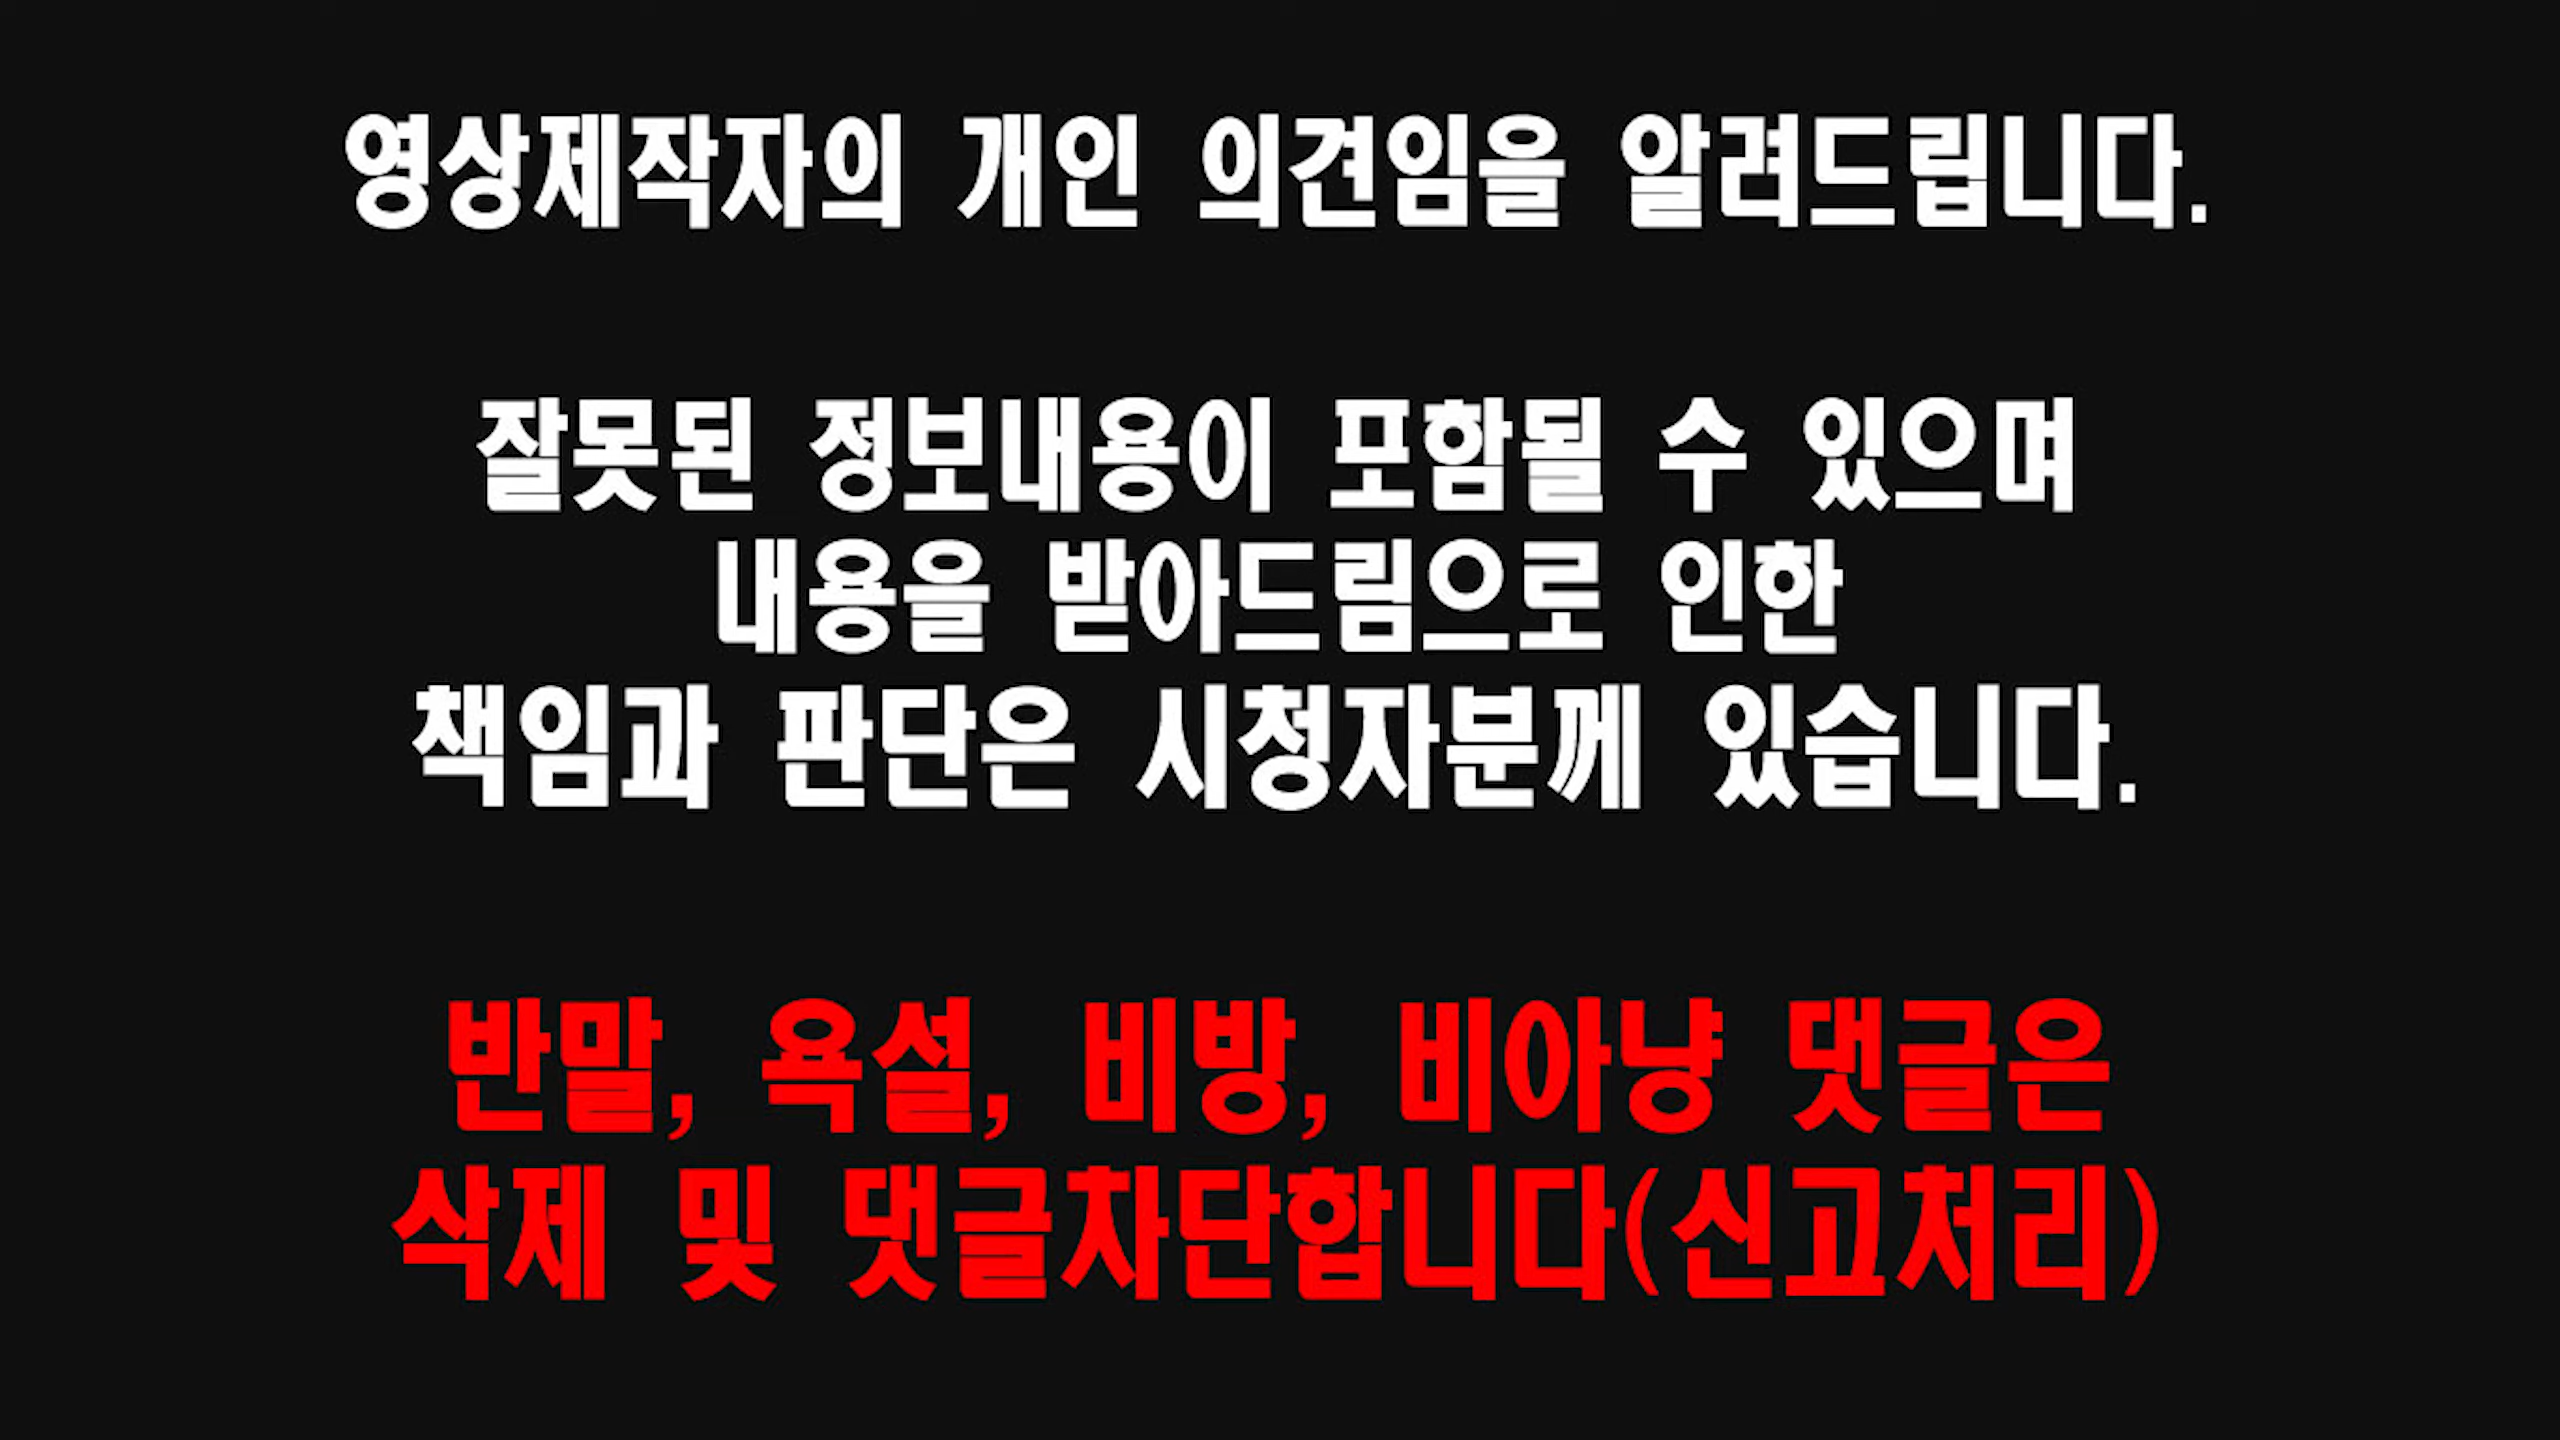 영상제작자의 개인 의견임을 알려드립니다.
잘못된 정보내용이 포함될 수 있으며
내용을 받아드림으로 인한
책임과 판단은 시청자분께 있습니다.
반말, 욕설, 비방, 비아냥 댓글은
삭제 및 댓글차단합니다(신고처리)